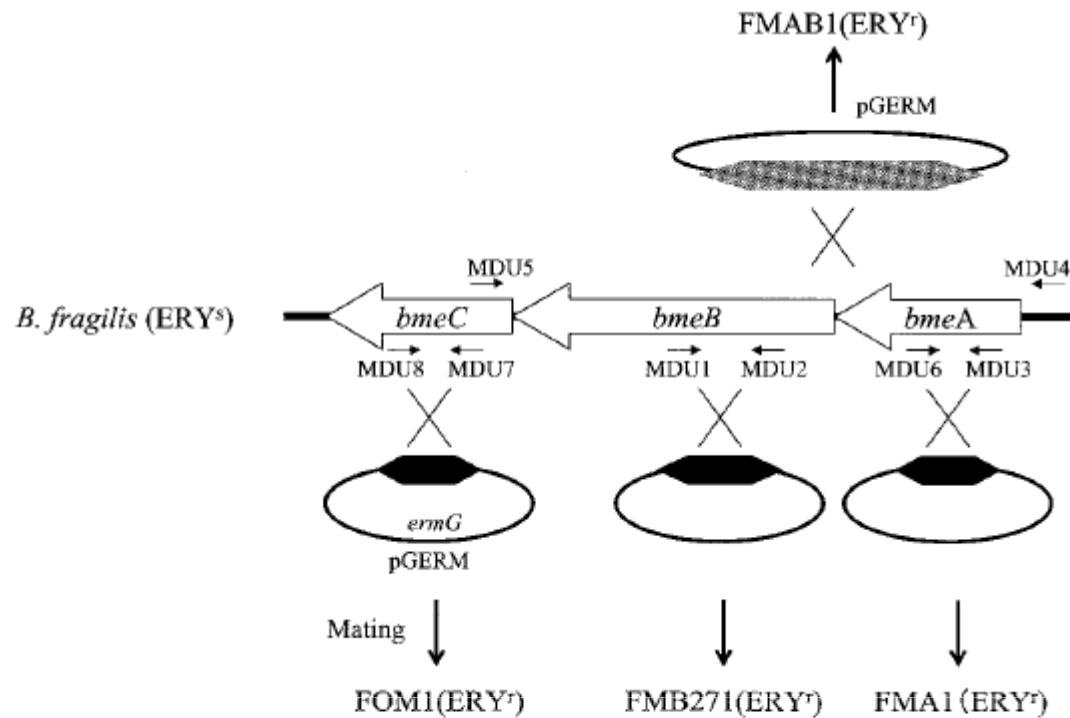 FMAB1(ERYʳ)
pGERM
MDU5
MDU4
B. fragilis (ERYˢ)
bmeC
bmeB
bmeA
MDU8
MDU7
MDU1
MDU2
MDU6
MDU3
ermG
pGERM
Mating
FOM1(ERYʳ)
FMB271(ERYʳ)
FMA1(ERYʳ)